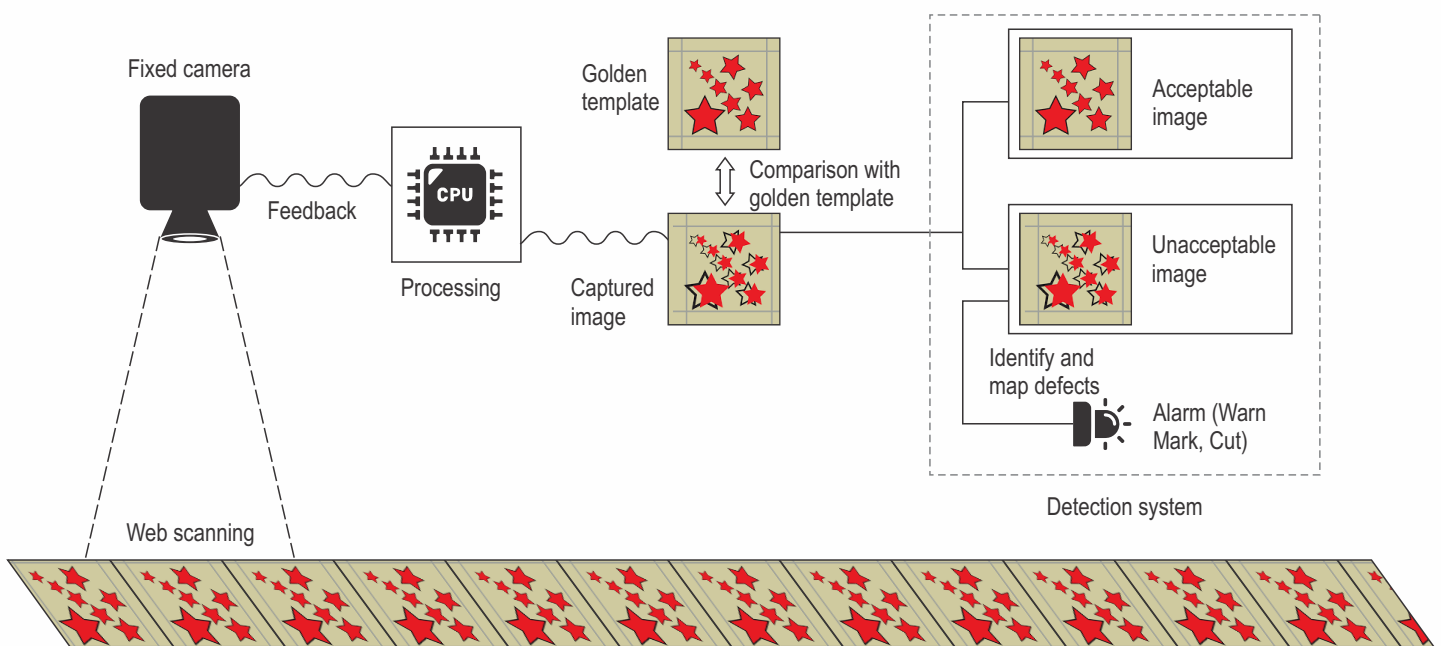 Fixed camera
Feedback
CPU
Processing
Golden
template
Comparison with
golden template
Captured
image
Acceptable
image
Unacceptable
image
Identify and
map defects
Alarm (Warn
Mark, Cut)
Detection system
Web scanning